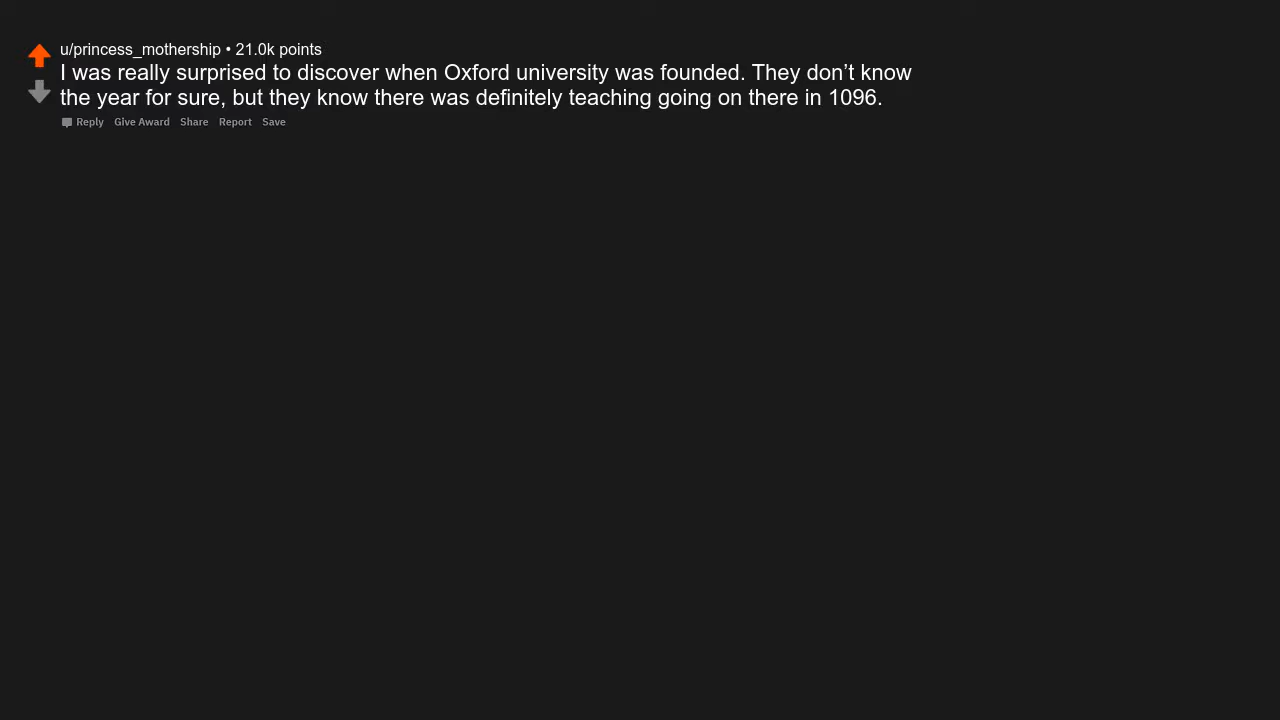 u/princess_mothership • 21.0k points
I was really surprised to discover when Oxford university was founded. They don’t know
the year for sure, but they know there was definitely teaching going on there in 1096.
Reply Give Award Share Report Save